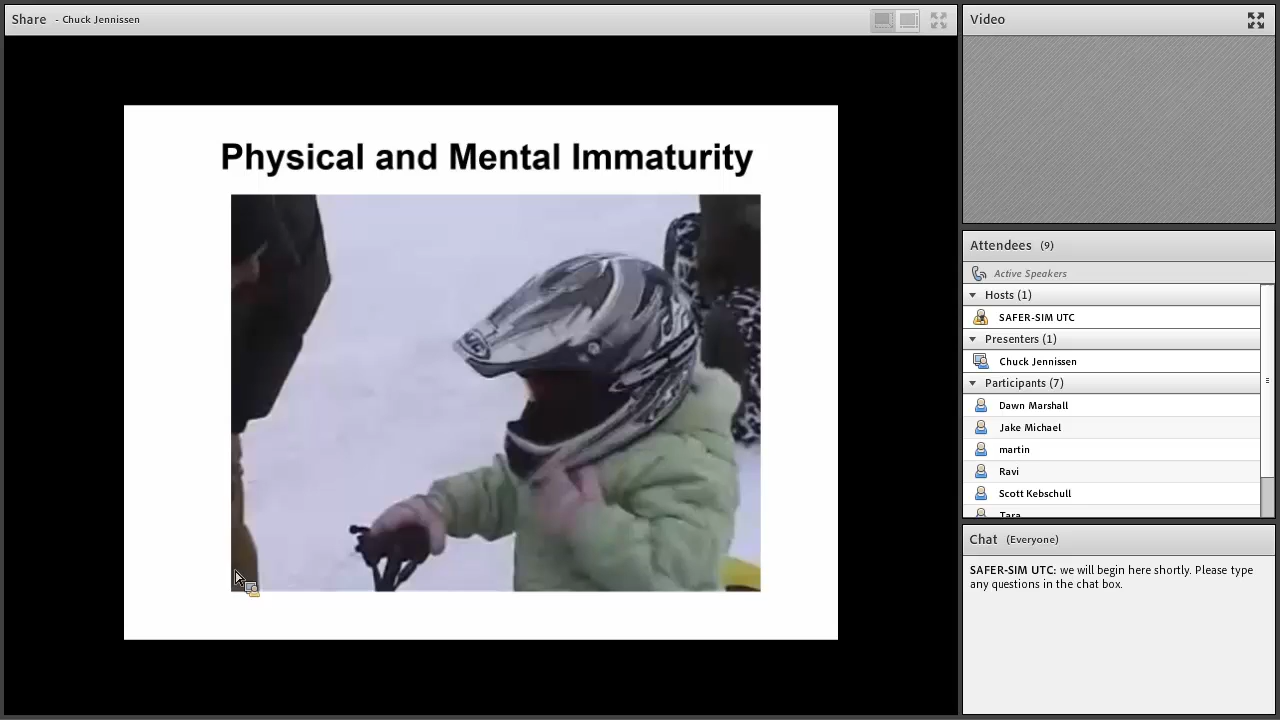 Share - Chuck Jennissen
Physical and Mental Immaturity
HJC
Video
Attendees (9)
Active Speakers
Hosts (1)
SAFER-SIM UTC
Presenters (1)
Chuck Jennissen
Participants (7)
Dawn Marshall
Jake Michael
martin
Ravi
Scott Kebschull
Tara
Chat (Everyone)
SAFER-SIM UTC: we will begin here shortly. Please type
any questions in the chat box.